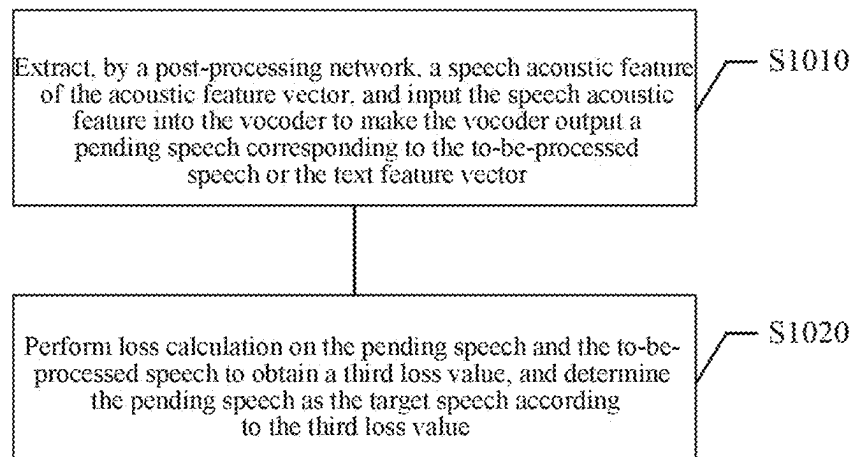 Extract, by a post-processing network, a speech acoustic feature
of the acoustic feature vector, and input the speech acoustic
feature into the vocoder to make the vocoder output a
pending speech corresponding to the to-be-processed
speech or the text feature vector
S1010
Perform loss calculation on the pending speech and the to-be-
processed speech to obtain a third loss value, and determine
the pending speech as the target speech according
to the third loss value
S1020